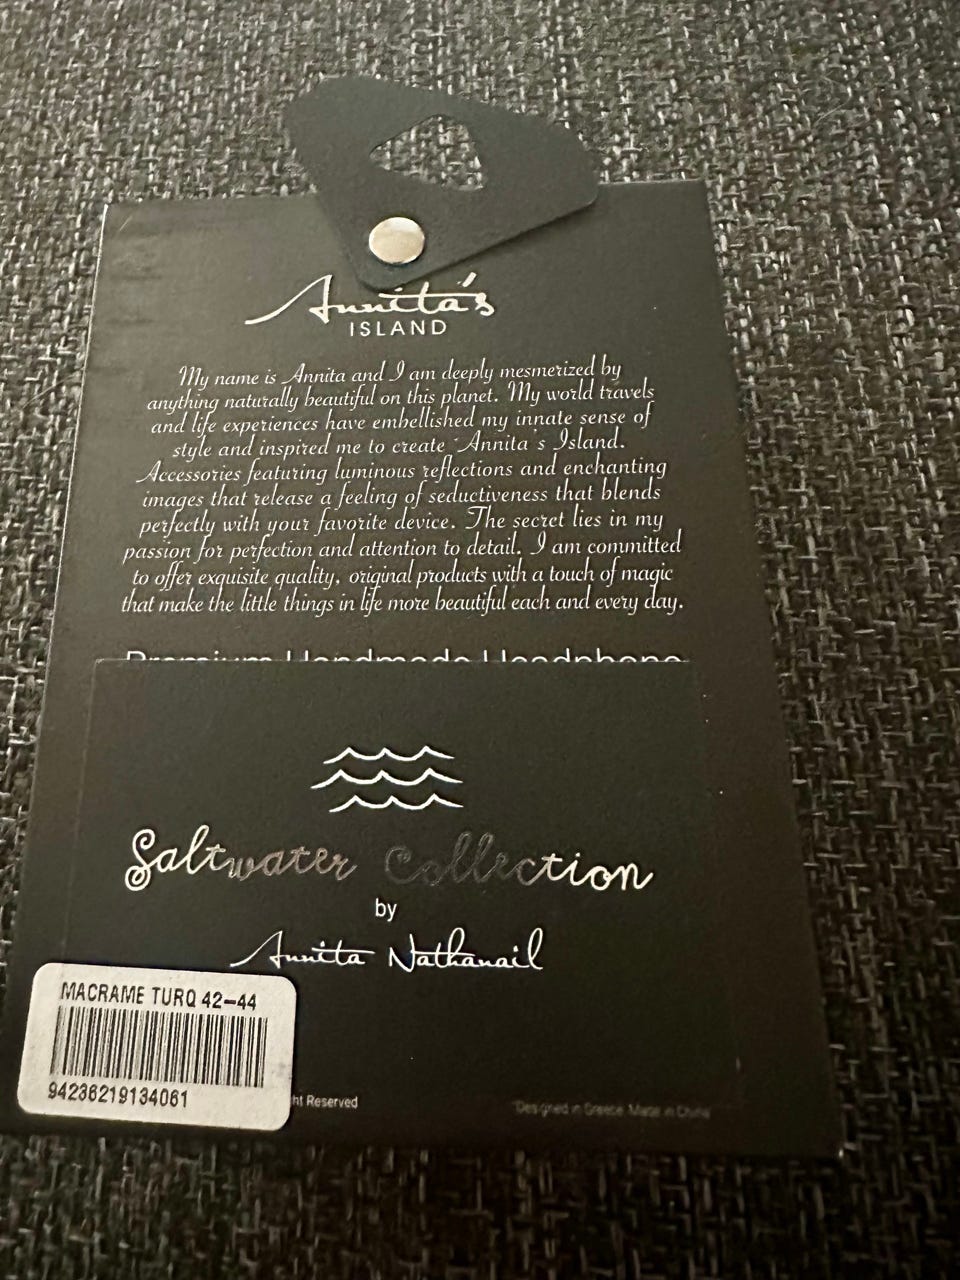 Annita's
ISLAND
My name is Annita and I am deeply mesmerized by
anything naturally beautiful on this planet. My world travels
and life experiences have embellished my innate sense of
style and inspired me to create ´Annita´s Island.
Accessories featuring luminous reflections and enchanting
images that release a feeling of seductiveness that blends
perfectly with your favorite device. The secret lies in my
passion for perfection and attention to detail. I am committed
to offer exquisite quality, original products with a touch of magic
that make the little things in life more beautiful each and every day.
Premium Handmade Headphone
Saltwater Collection
by
Annita Nathanail
MACRAME TURQ 42-44
94236219134061
ht Reserved
*Designed in Greece. Made in China